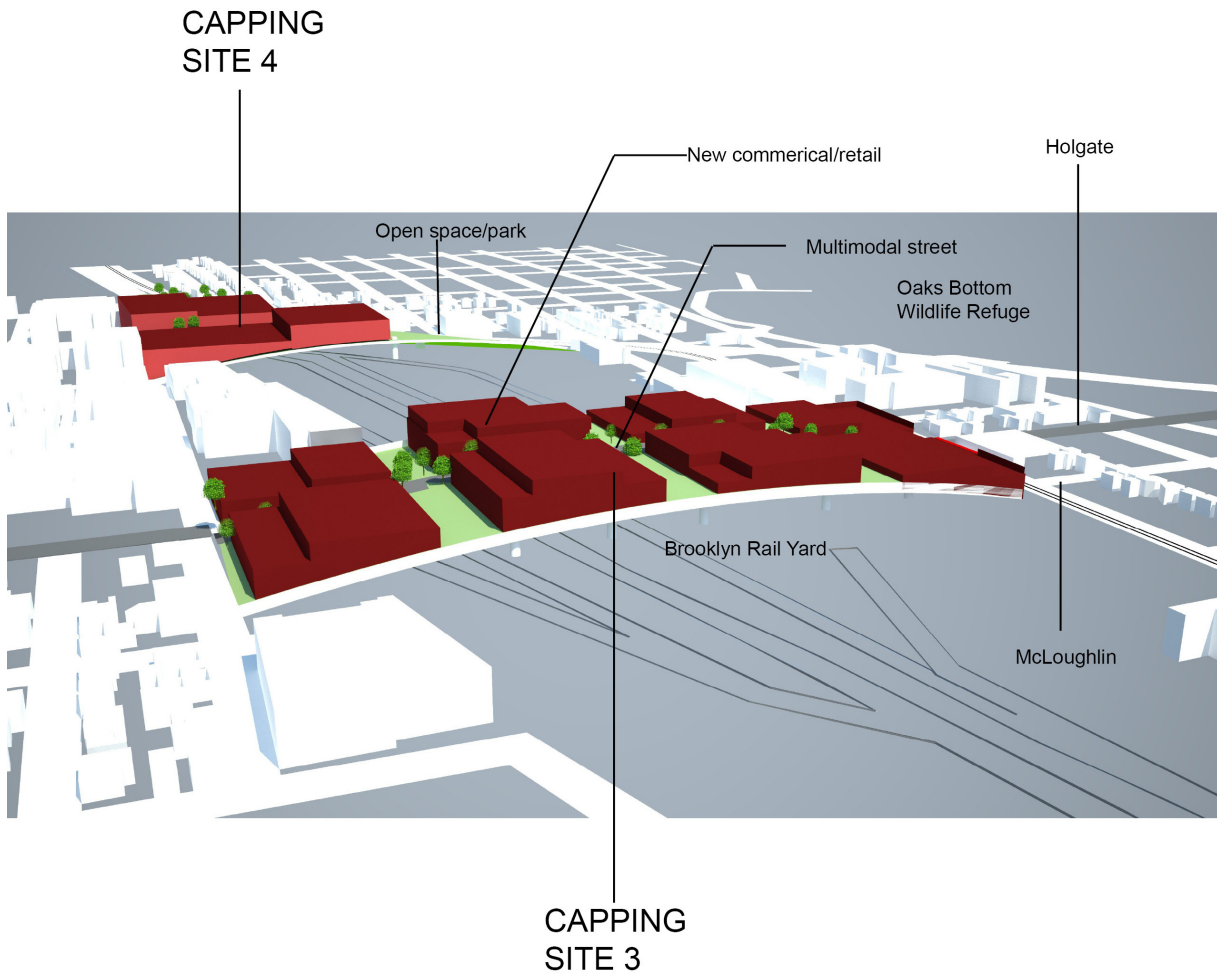 CAPPING
SITE 4
New commerical/retail
Holgate
Open space/park
Multimodal street
Oaks Bottom
Wildlife Refuge
Brooklyn Rail Yard
McLoughlin
CAPPING
SITE 3